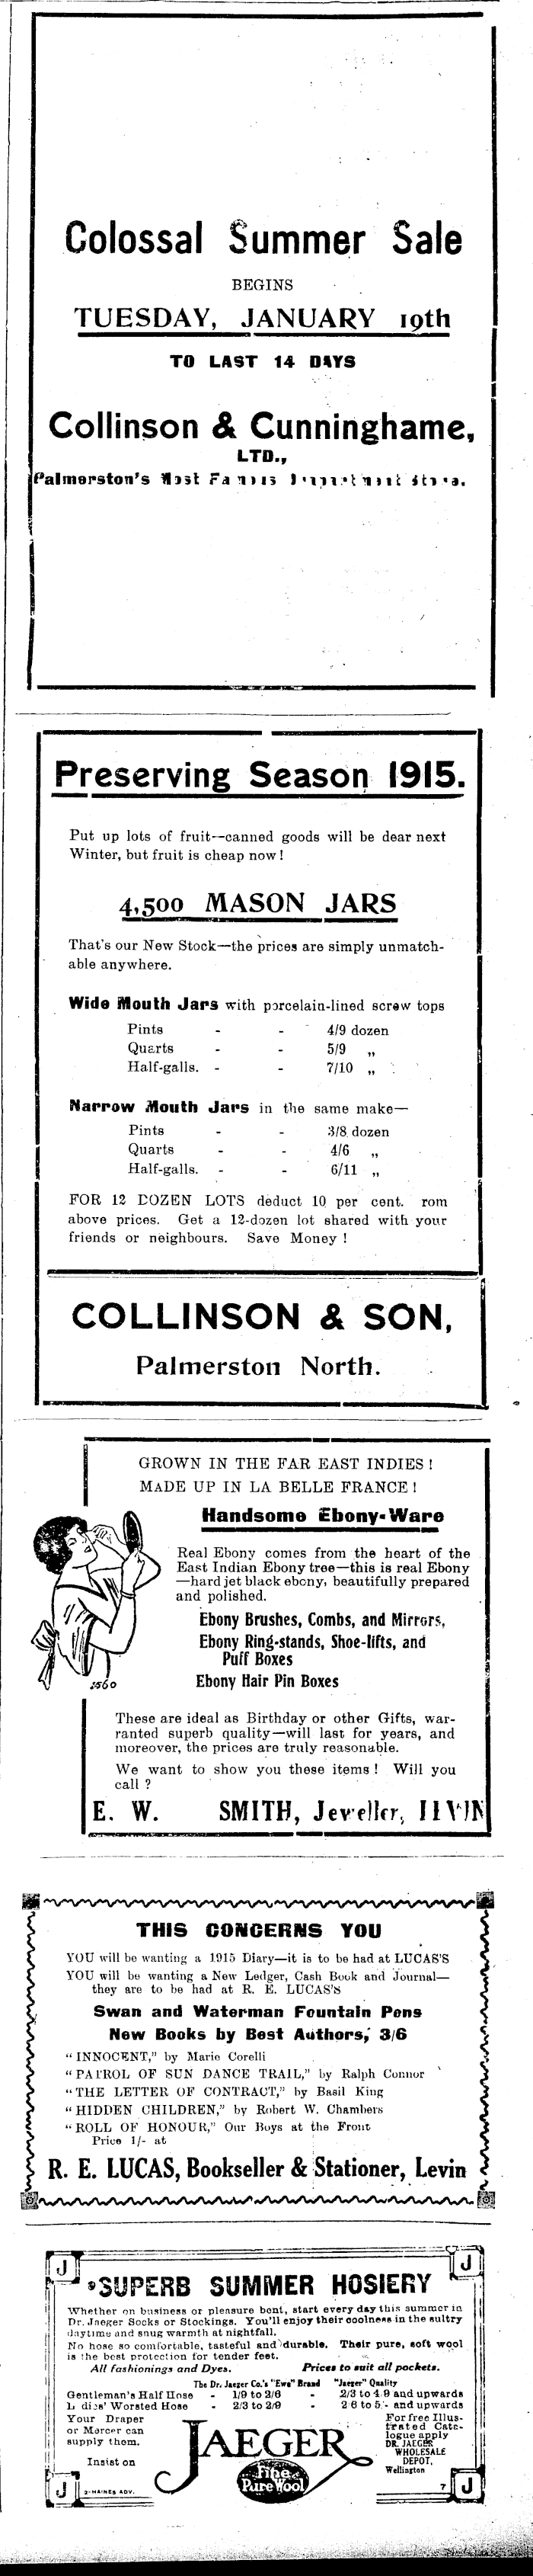 Colossal Summer Sale
BEGINS
TUESDAY, JANUARY 19th
TO LAST 14 DAYS
Collinson & Cunninghame,
LTD.,
Palmerston's Most Famous
Preserving Season 1915.
Put up lots of fruit—canned goods will be dear next
Winter, but fruit is cheap now!
4,500 MASON JARS
That's our New Stock—the prices are simply unmatch-
able anywhere.
Wide Mouth Jars with porcelain-lined screw tops
Pints - - 4/9 dozen
Quarts - - 5/9 „
Half-galls. - - 7/10 „
Narrow Mouth Jars in the same make—
Pints - - 3/8 dozen
Quarts - - 4/6 „
Half-galls. - - 6/11 „
FOR 12 DOZEN LOTS deduct 10 per cent. rom
above prices. Get a 12-dozen lot shared with your
friends or neighbours. Save Money !
COLLINSON & SON,
Palmerston North.
GROWN IN THE FAR EAST INDIES !
MADE UP IN LA BELLE FRANCE !
Handsome Ebony-Ware
Real Ebony comes from the heart of the
East Indian Ebony tree—this is real Ebony
—hard jet black ebony, beautifully prepared
and polished.
Ebony Brushes, Combs, and Mirrors,
Ebony Ring-stands, Shoe-lifts, and
Puff Boxes
Ebony Hair Pin Boxes
These are ideal as Birthday or other Gifts, war-
ranted superb quality—will last for years, and
moreover, the prices are truly reasonable.
We want to show you these items ! Will you
call ?
E. W. SMITH, Jeweller,
THIS CONCERNS YOU
YOU will be wanting a 1915 Diary—it is to be had at LUCAS'S
YOU will be wanting a New Ledger, Cash Book and Journal—
they are to be had at R. E. LUCAS'S
Swan and Waterman Fountain Pens
New Books by Best Authors, 3/6
"INNOCENT," by Marie Corelli
"PATROL OF SUN DANCE TRAIL," by Ralph Connor
"THE LETTER OF CONTRACT," by Basil King
"HIDDEN CHILDREN," by Robert W. Chambers
"ROLL OF HONOUR," Our Boys at the Front
Price 1/- at
R. E. LUCAS, Bookseller & Stationer, Levin
J J
SUPERB SUMMER HOSIERY
Whether on business or pleasure bent, start every day this summer in
Dr. Jaeger Socks or Stockings. You'll enjoy their coolness in the sultry
daytime and snug warmth at nightfall.
No hose so comfortable, tasteful and durable. Their pure, soft wool
is the best protection for tender feet.
All fashionings and Dyes. Prices to suit all pockets.
The Dr. Jaeger Co.'s "Ewe" Brand "Jaeger" Quality
Gentleman's Half Hose - 1/9 to 2/6 - 2/3 to 4 9 and upwards
L dies' Worsted Hose - 2/3 to 2/9 - 2 6 to 5/- and upwards
Your Draper
or Mercer can
supply them.
Insist on
JAEGER
Fine
Pure Wool
For free Illus-
trated Cata-
logue apply
DR. JAEGER
WHOLESALE
DEPOT,
Wellington
J 2-HAINES ADV. 7 J